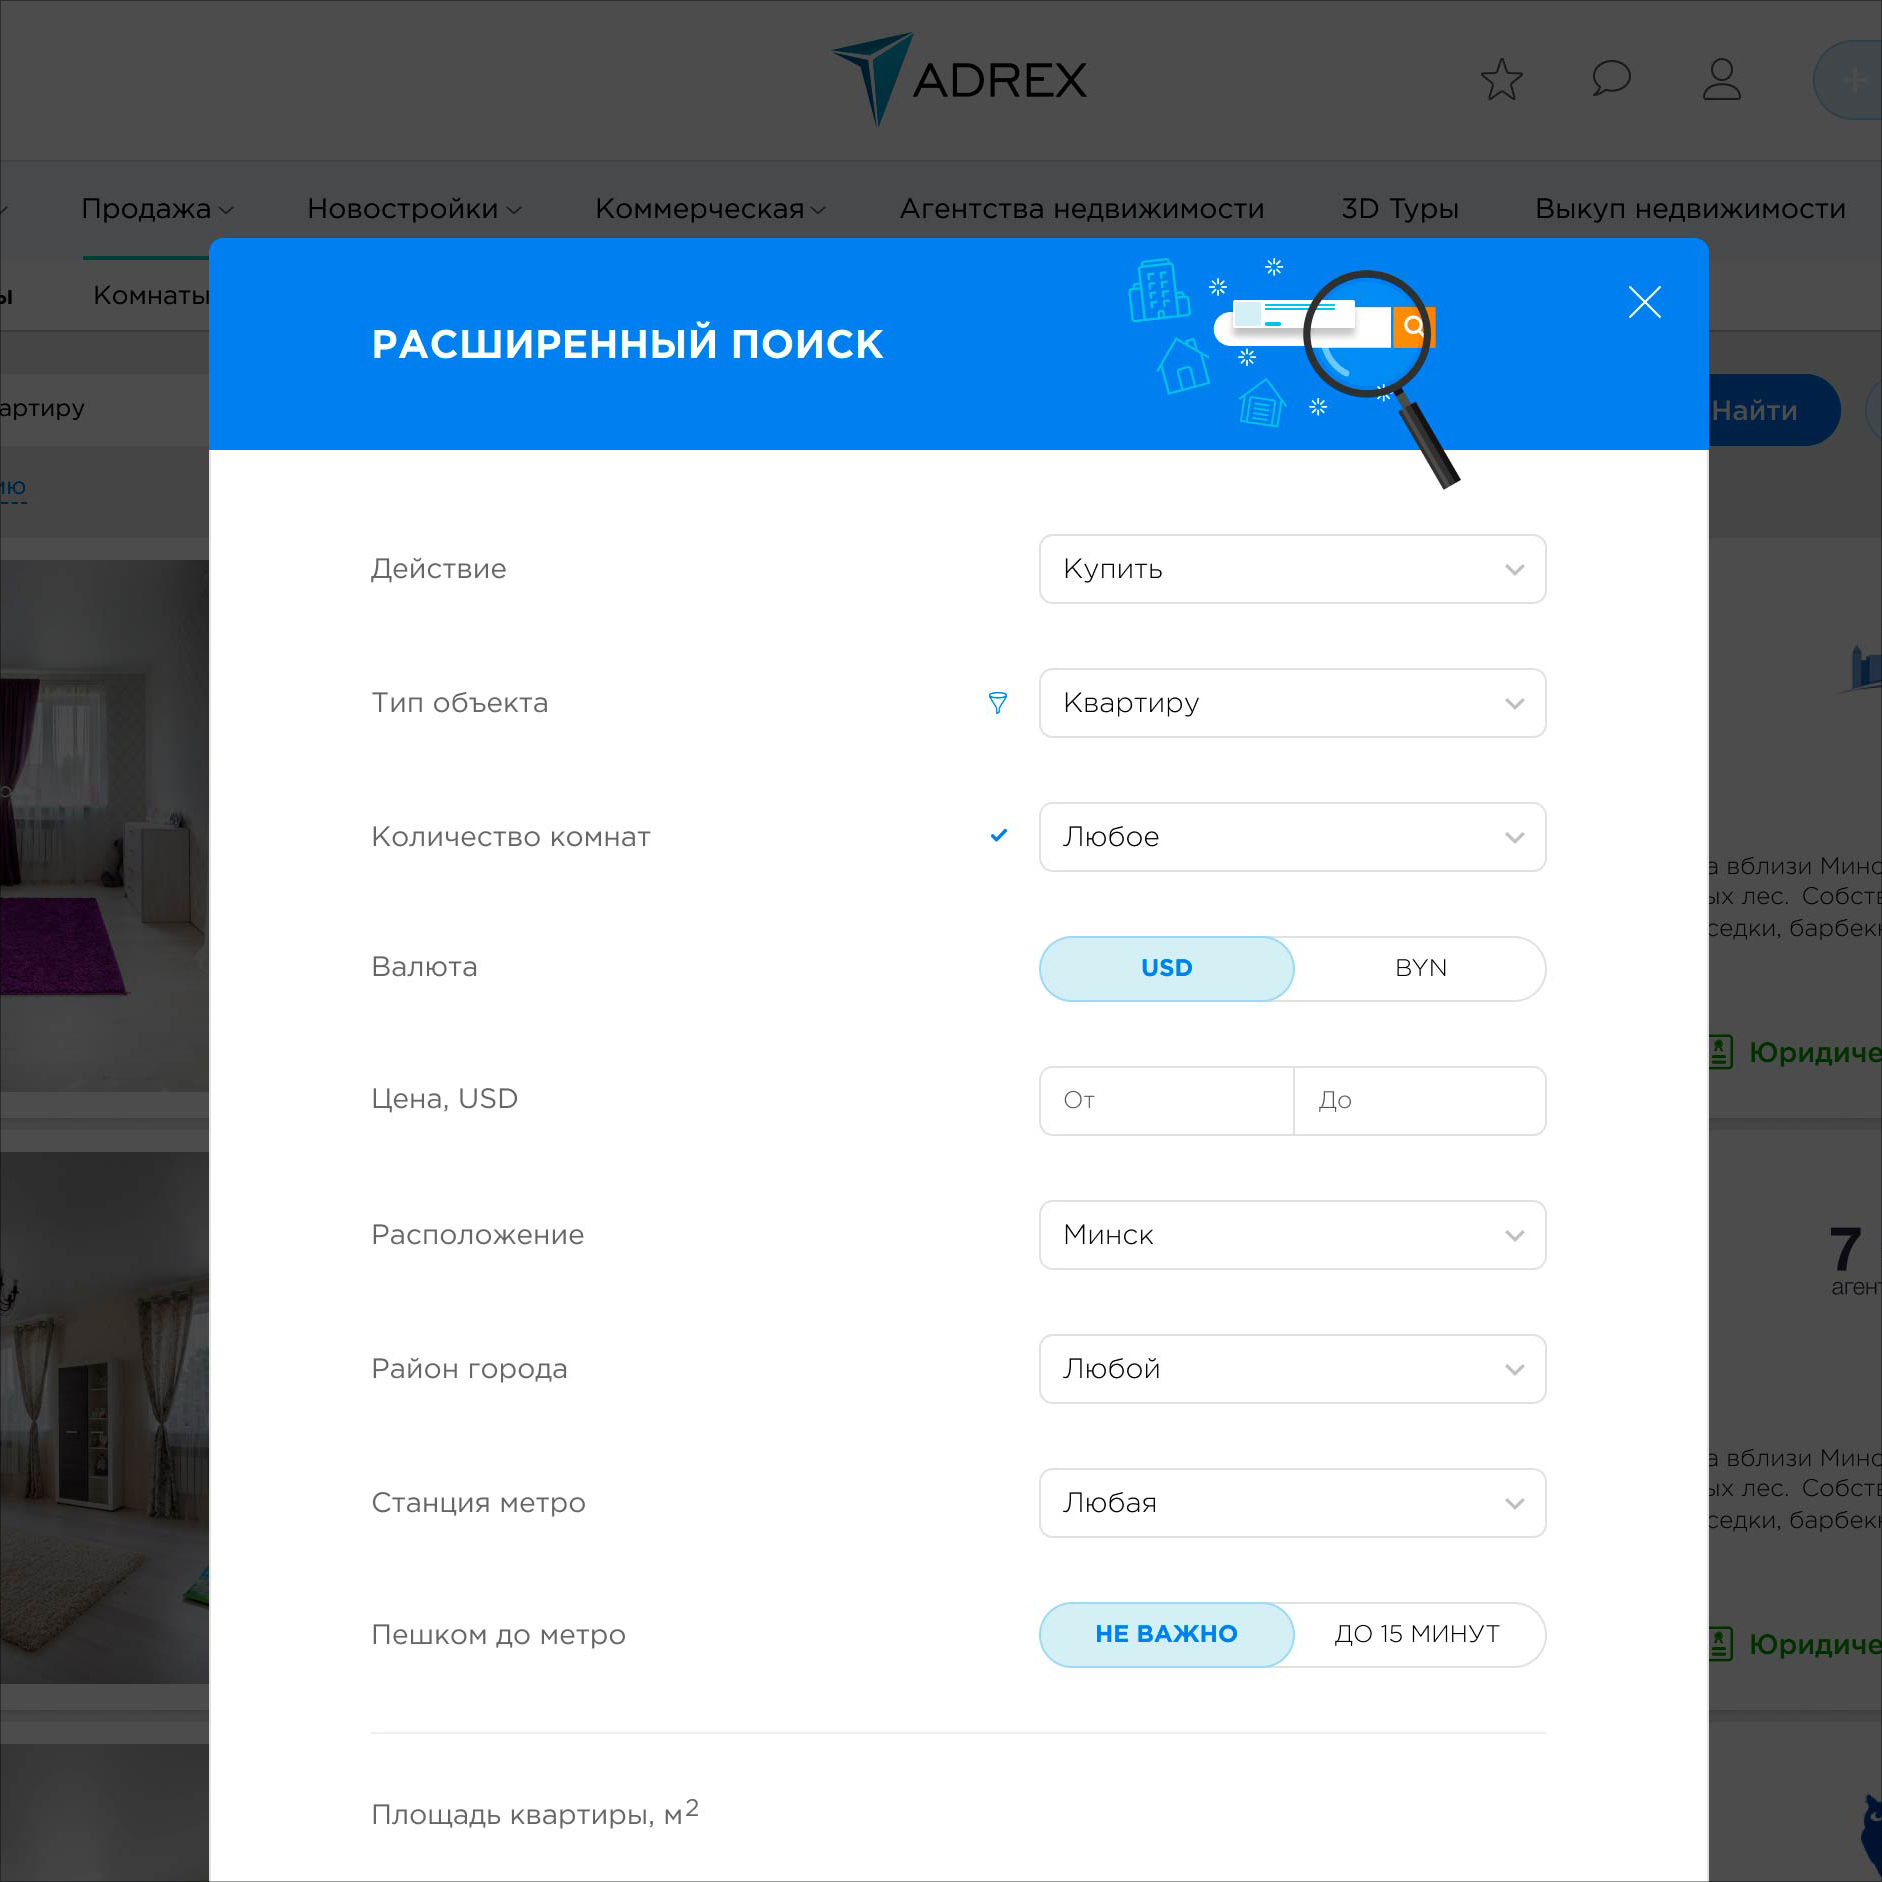 ADREX
Продажа
Новостройки
Коммерческая
Агентства недвижимости
3D Туры
Выкуп недвижимости
Комнаты
РАСШИРЕННЫЙ ПОИСК
Найти
Действие
Купить
Тип объекта
Квартиру
Количество комнат
Любое
а вблизи Минс
ых лес. Собств
седки, барбек
Валюта
USD
BYN
Юридиче
Цена, USD
От
До
Расположение
Минск
7
аген
Район города
Любой
а вблизи Минс
ых лес. Собств
седки, барбек
Станция метро
Любая
Пешком до метро
НЕ ВАЖНО
ДО 15 МИНУТ
Юридиче
Площадь квартиры, м²